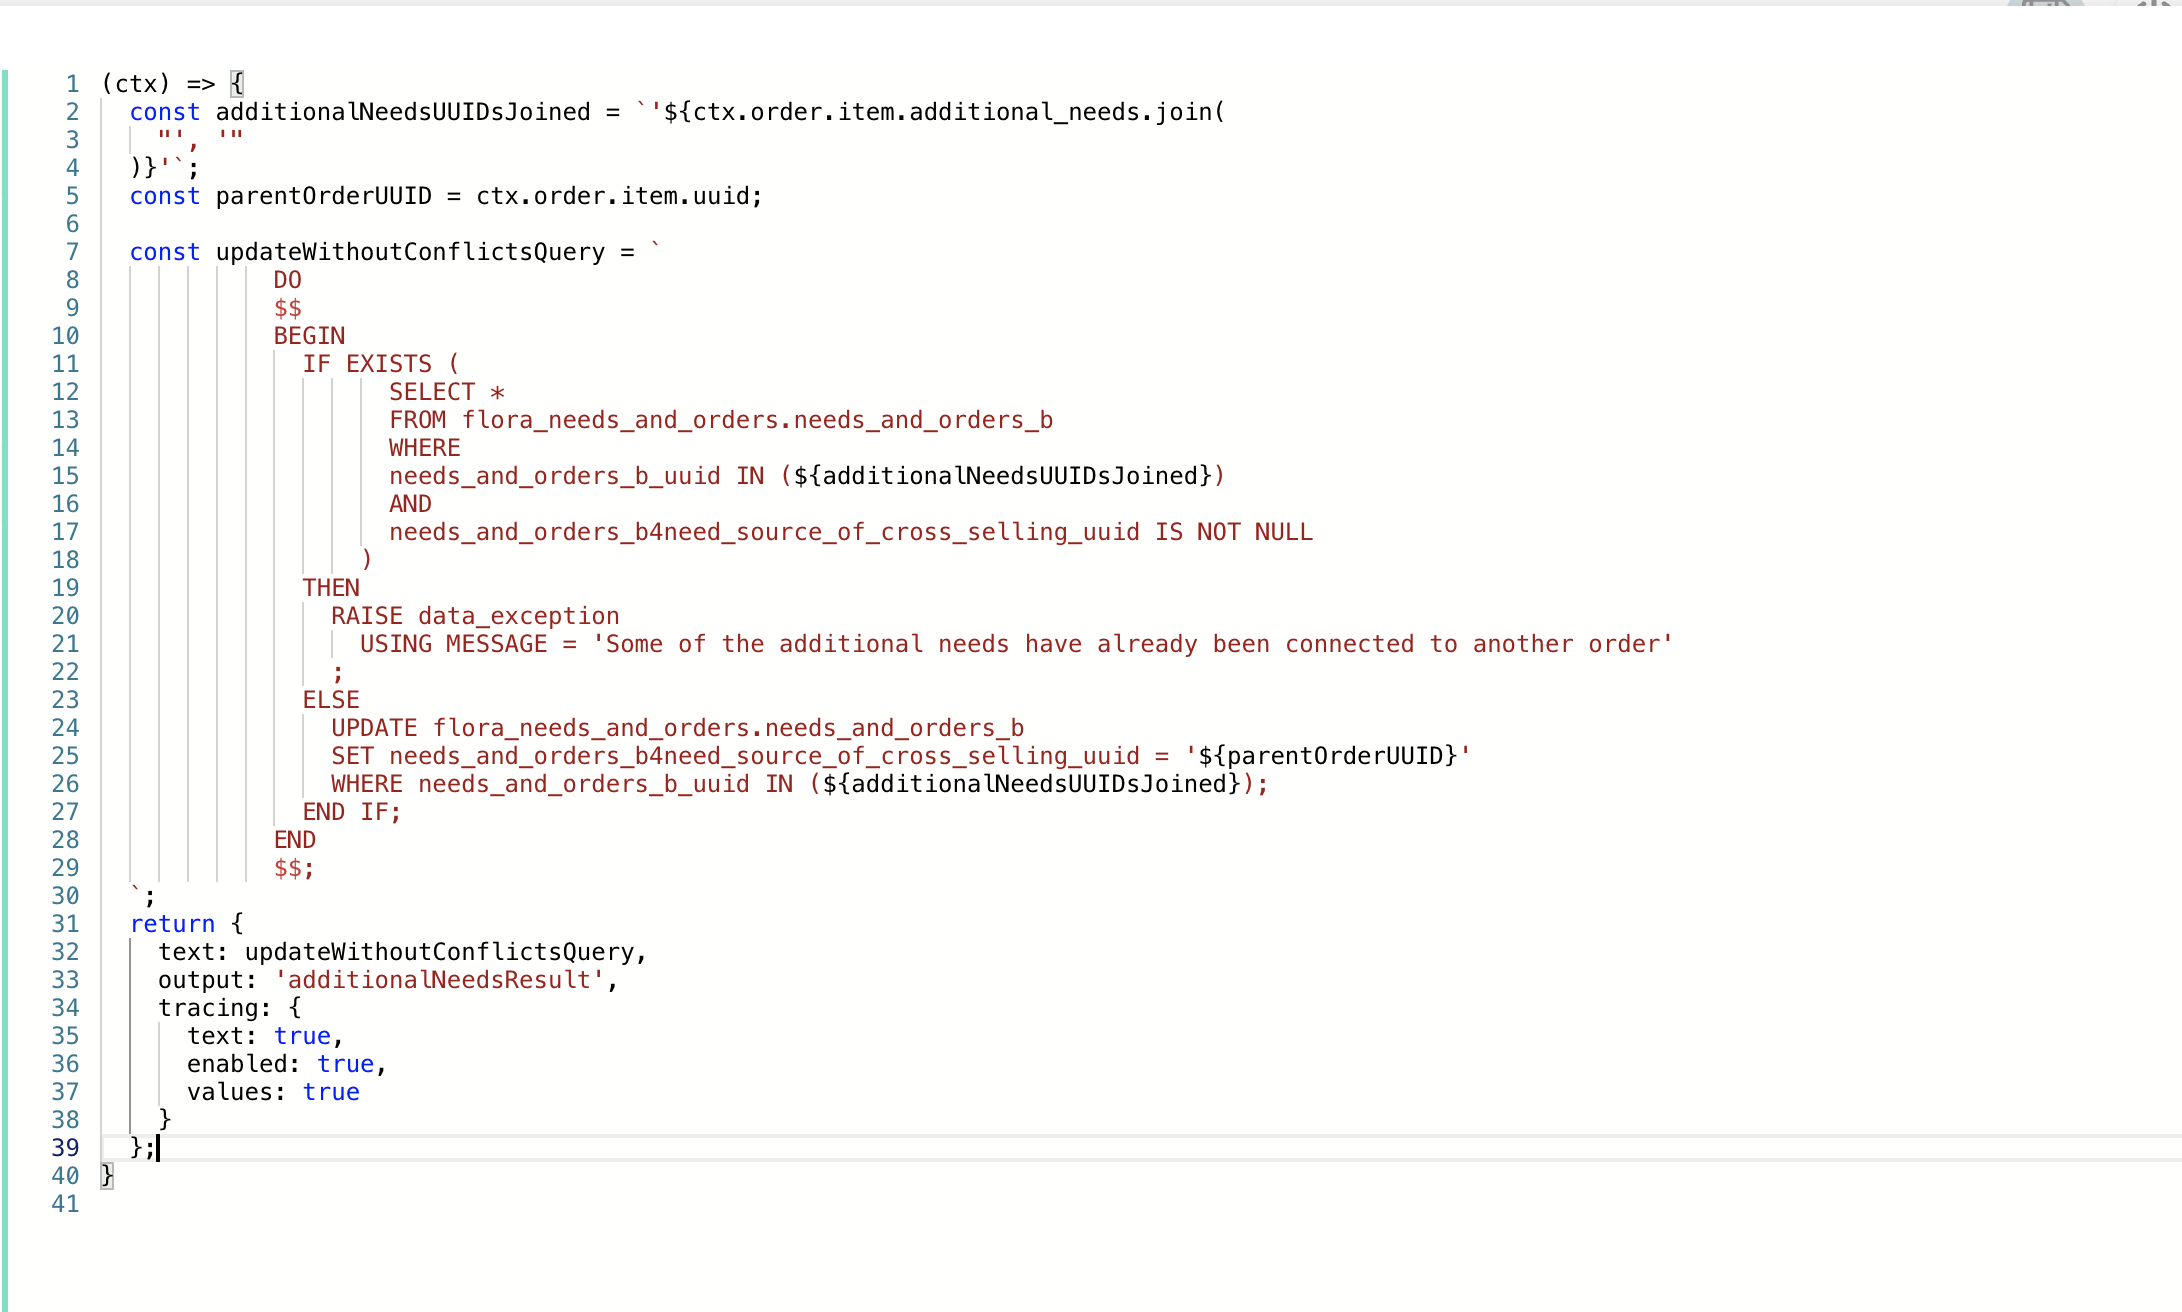 1 (ctx) => {
2 const additionalNeedsUUIDsJoined = `'${ctx.order.item.additional_needs.join(
3 "', '"
4 )}'`;
5 const parentOrderUUID = ctx.order.item.uuid;
6
7 const updateWithoutConflictsQuery = `
8 DO
9 $$
10 BEGIN
11 IF EXISTS (
12 SELECT *
13 FROM flora_needs_and_orders.needs_and_orders_b
14 WHERE
15 needs_and_orders_b_uuid IN (${additionalNeedsUUIDsJoined})
16 AND
17 needs_and_orders_b4need_source_of_cross_selling_uuid IS NOT NULL
18 )
19 THEN
20 RAISE data_exception
21 USING MESSAGE = 'Some of the additional needs have already been connected to another order'
22 ;
23 ELSE
24 UPDATE flora_needs_and_orders.needs_and_orders_b
25 SET needs_and_orders_b4need_source_of_cross_selling_uuid = '${parentOrderUUID}'
26 WHERE needs_and_orders_b_uuid IN (${additionalNeedsUUIDsJoined});
27 END IF;
28 END
29 $$;
30 `;
31 return {
32 text: updateWithoutConflictsQuery,
33 output: 'additionalNeedsResult',
34 tracing: {
35 text: true,
36 enabled: true,
37 values: true
38 }
39 };
40 }
41